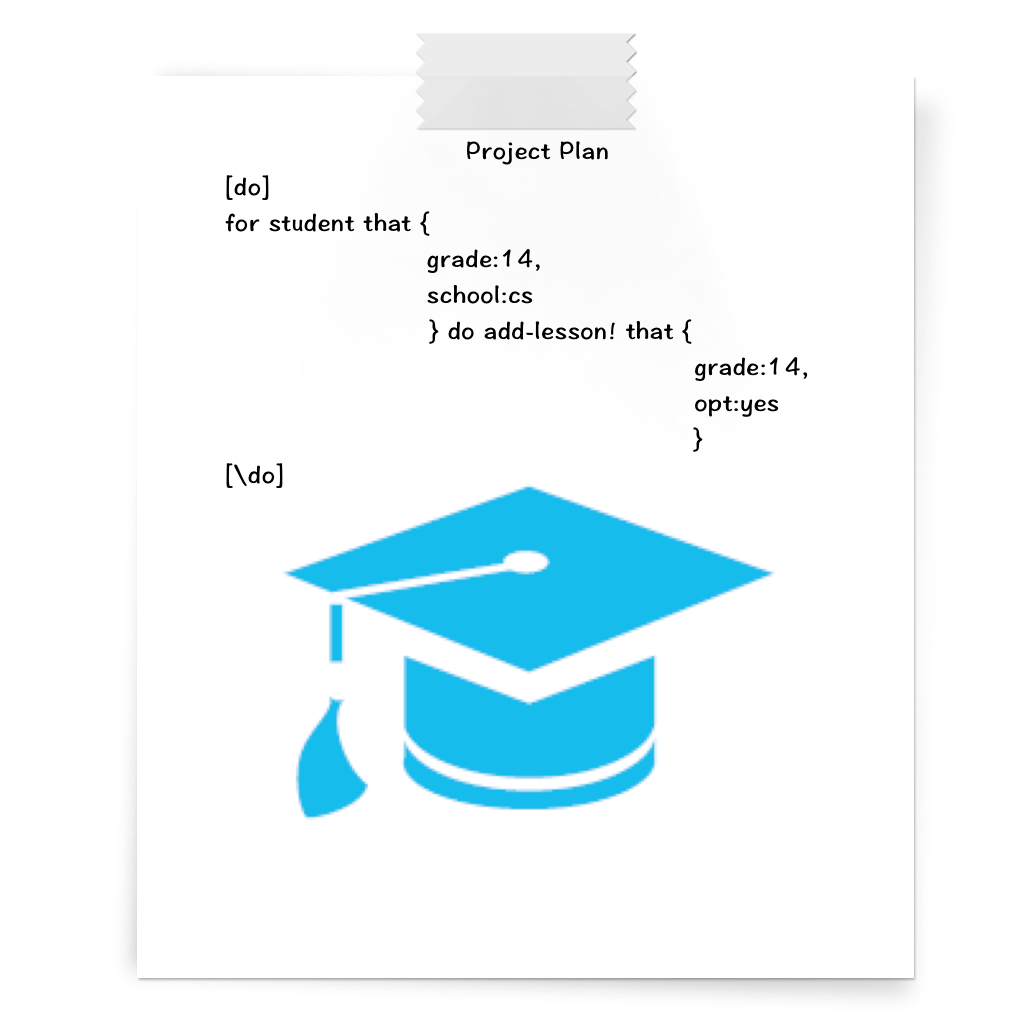 Project Plan
[do]
for student that {
grade:14,
school:cs
} do add-lesson! that {
grade:14,
opt:yes
}
[\do]